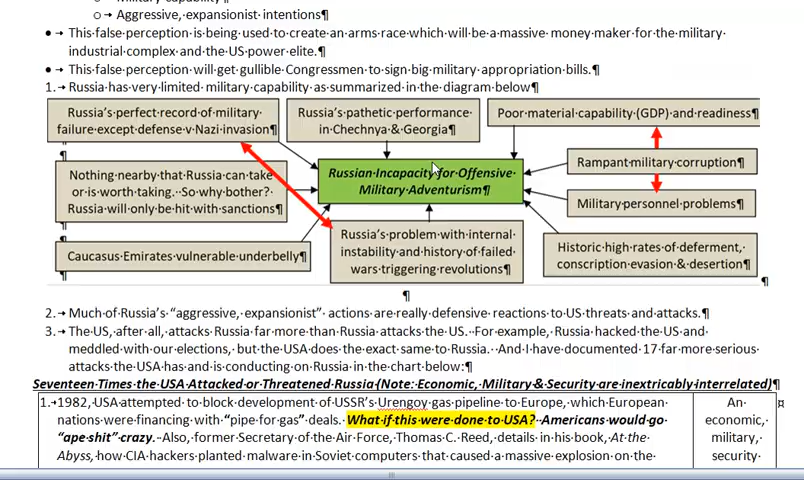 Aggressive, expansionist intentions¶
This false perception is being used to create an arms race which will be a massive money maker for the military
industrial complex and the US power elite.¶
This false perception will get gullible Congressmen to sign big military appropriation bills.¶
1. Russia has very limited military capability as summarized in the diagram below¶
Russia's perfect record of military
failure except defense v Nazi invasion¶
Russia's pathetic performance
in Chechnya & Georgia¶
Poor material capability (GDP) and readiness¶
Nothing nearby that Russia can take
or is worth taking. So why bother?
Russia will only be hit with sanctions¶
Russian Incapacity for Offensive
Military Adventurism¶
Rampant military corruption¶
Military personnel problems¶
Caucasus Emirates vulnerable underbelly¶
Russia's problem with internal
instability and history of failed
wars triggering revolutions¶
Historic high rates of deferment,
conscription evasion & desertion¶
2. Much of Russia's "aggressive, expansionist" actions are really defensive reactions to US threats and attacks.¶
3. The US, after all, attacks Russia far more than Russia attacks the US. For example, Russia hacked the US and
meddled with our elections, but the USA does the exact same to Russia. And I have documented 17 far more serious
attacks the USA has and is conducting on Russia in the chart below:¶
Seventeen Times the USA Attacked or Threatened Russia (Note: Economic, Military & Security are inextricably interrelated)¶
1. 1982, USA attempted to block development of USSR's Urengoy gas pipeline to Europe, which European
nations were financing with "pipe for gas" deals. What if this were done to USA? Americans would go
"ape shit" crazy. Also, former Secretary of the Air Force, Thomas C. Reed, details in his book, At the
Abyss, how CIA hackers planted malware in Soviet computers that caused a massive explosion on the
An
economic,
military,
security